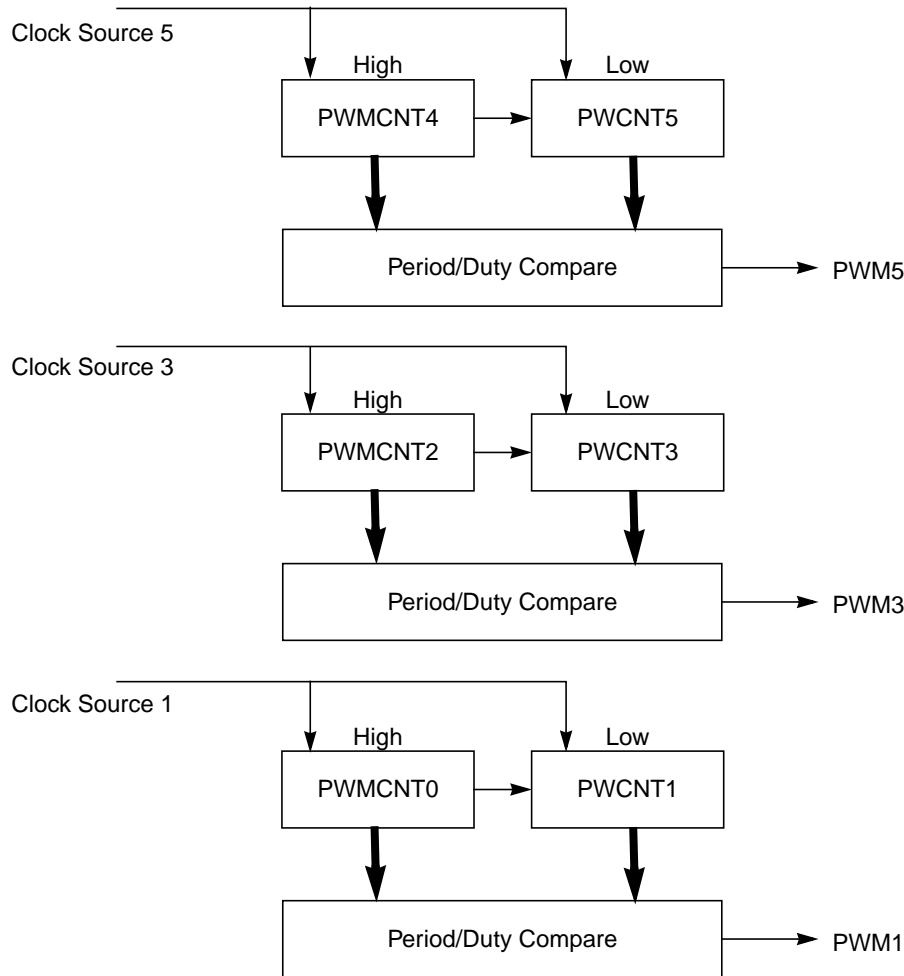 Clock Source 5
High
Low
PWMCNT4
PWCNT5
Period/Duty Compare
PWM5
Clock Source 3
High
Low
PWMCNT2
PWCNT3
Period/Duty Compare
PWM3
Clock Source 1
High
Low
PWMCNT0
PWCNT1
Period/Duty Compare
PWM1